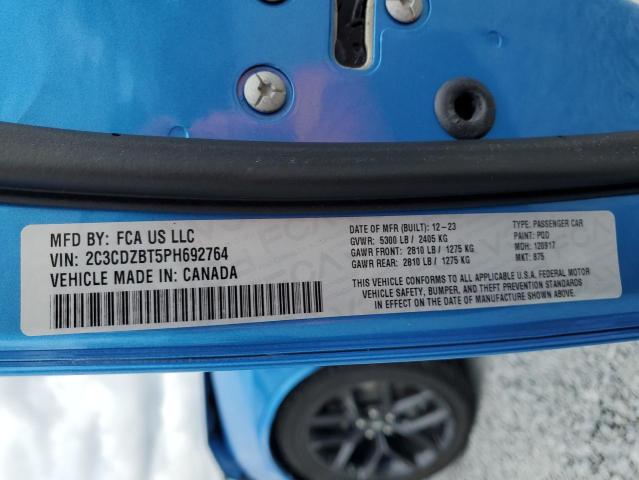 MFD BY: FCA US LLC
VIN: 2C3CDZBT5PH692764
VEHICLE MADE IN: CANADA
DATE OF MFR (BUILT): 12-23
GVWR: 5300 LB / 2405 KG
GAWR FRONT: 2810 LB / 1275 KG
GAWR REAR: 2810 LB / 1275 KG
TYPE: PASSENGER CAR
PAINT: PQD
MDH: 120917
MKT: 875
THIS VEHICLE CONFORMS TO ALL APPLICABLE U.S.A. FEDERAL MOTOR
VEHICLE SAFETY, BUMPER, AND THEFT PREVENTION STANDARDS
IN EFFECT ON THE DATE OF MANUFACTURE SHOWN ABOVE.